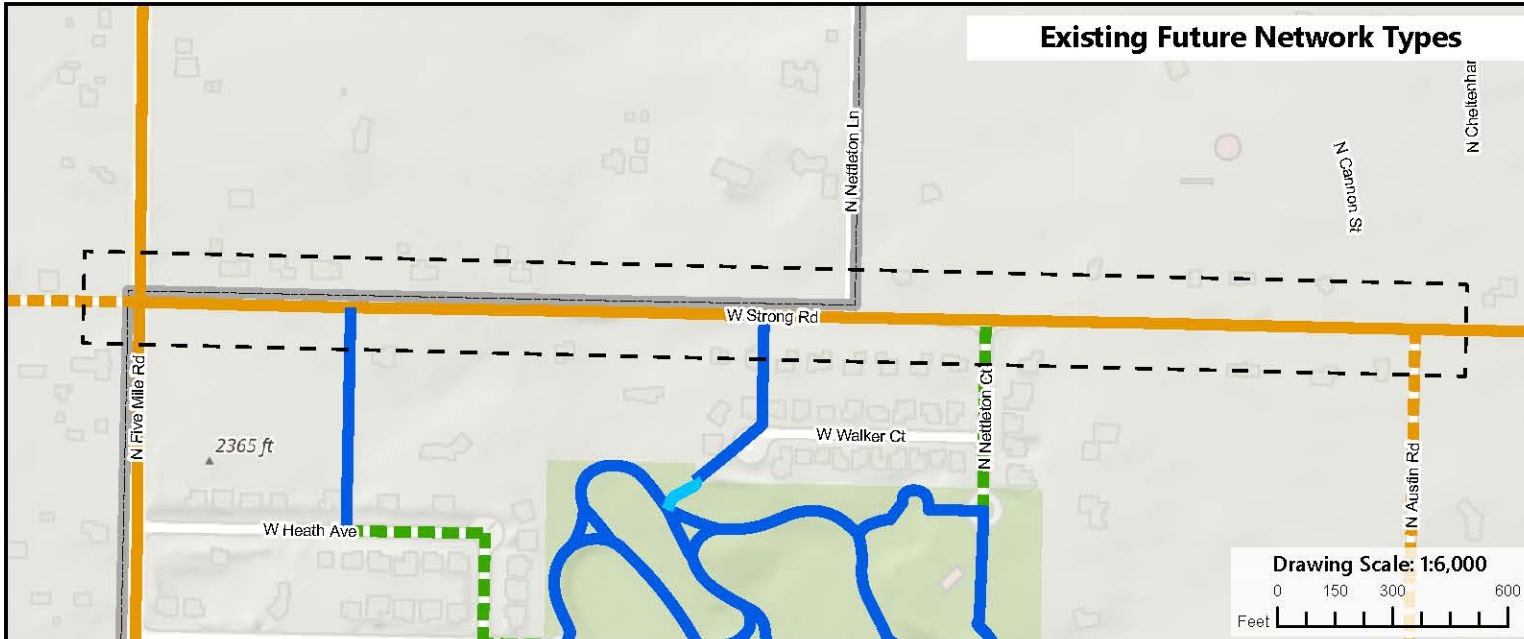 Existing Future Network Types
N Nettleton Ln
N Cannon St
W Strong Rd
N Five Mile Rd
2365 ft
W Walker Ct
N Nettleton Ct
N Austin Rd
W Heath Ave
Drawing Scale: 1:6,000
0 150 300 600
Feet